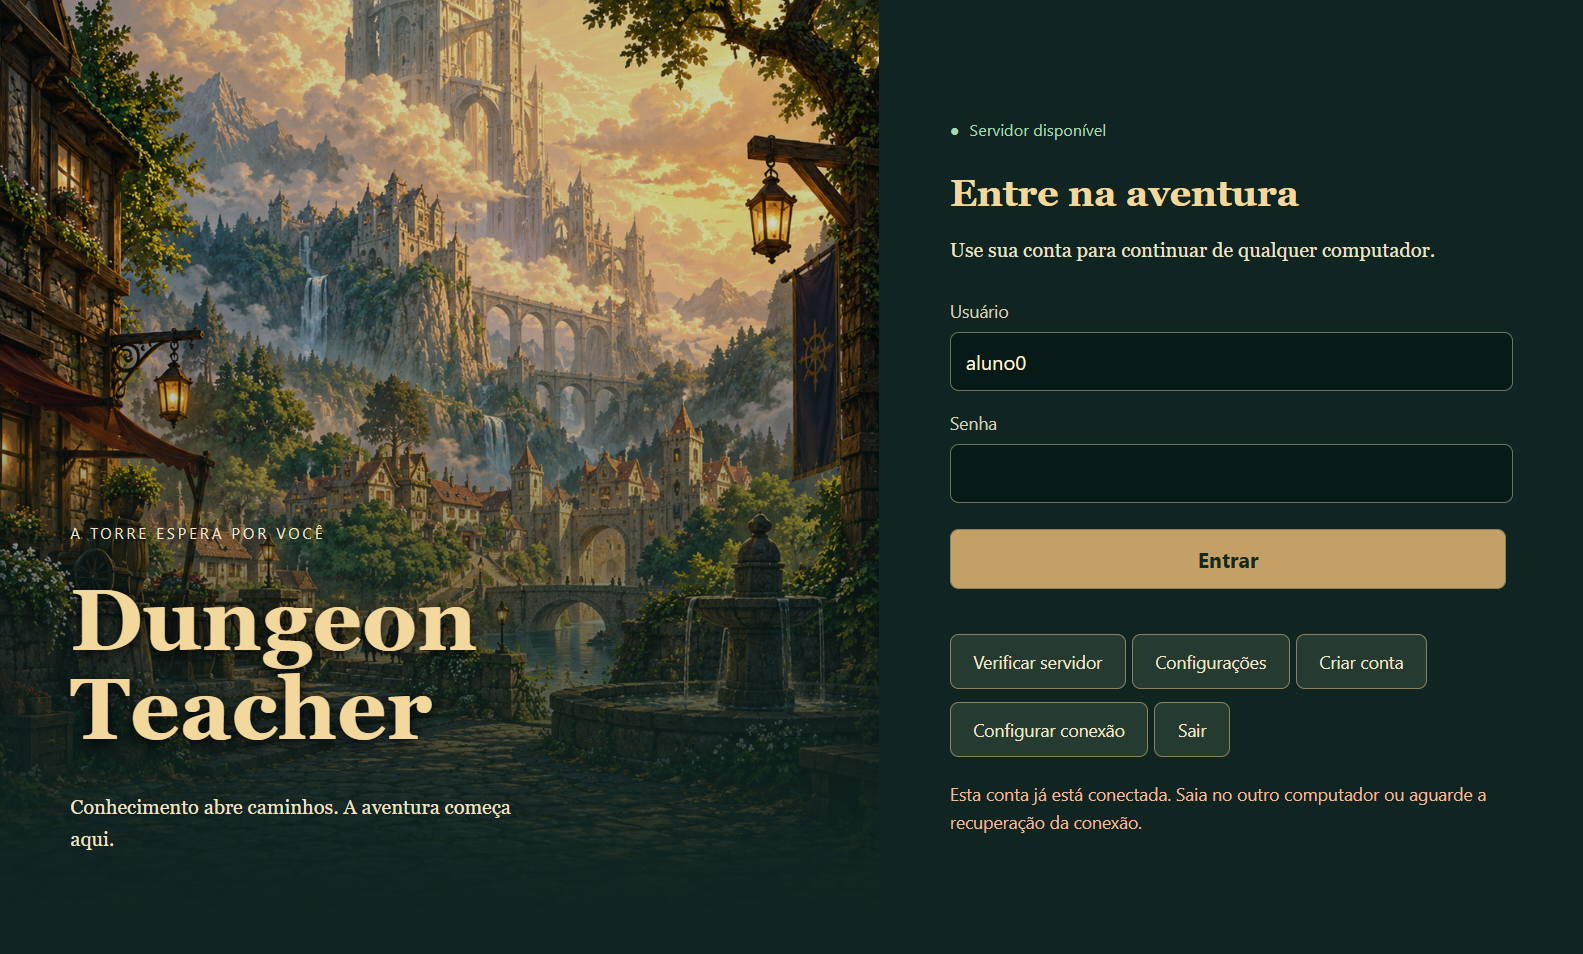 A TORRE ESPERA POR VOCÊ
Dungeon
Teacher
Conhecimento abre caminhos. A aventura começa
aqui.
Servidor disponível
Entre na aventura
Use sua conta para continuar de qualquer computador.
Usuário
aluno0
Senha
Entrar
Verificar servidor
Configurações
Criar conta
Configurar conexão
Sair
Esta conta já está conectada. Saia no outro computador ou aguarde a
recuperação da conexão.